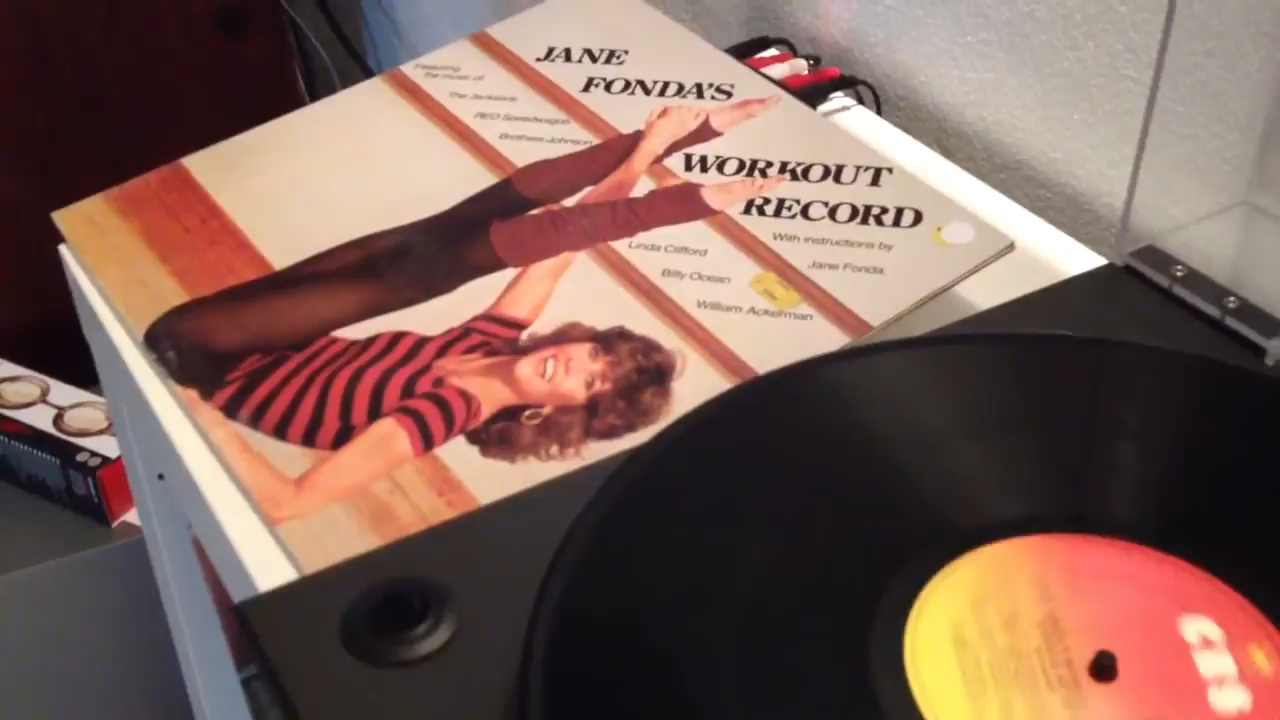 JANE
FONDA'S
WORKOUT
RECORD
Featuring
the music of
The Jacksons
REO Speedwagon
Brothers Johnson
Linda Clifford
Billy Ocean
William Ackerman
With instructions by
Jane Fonda.
CBS